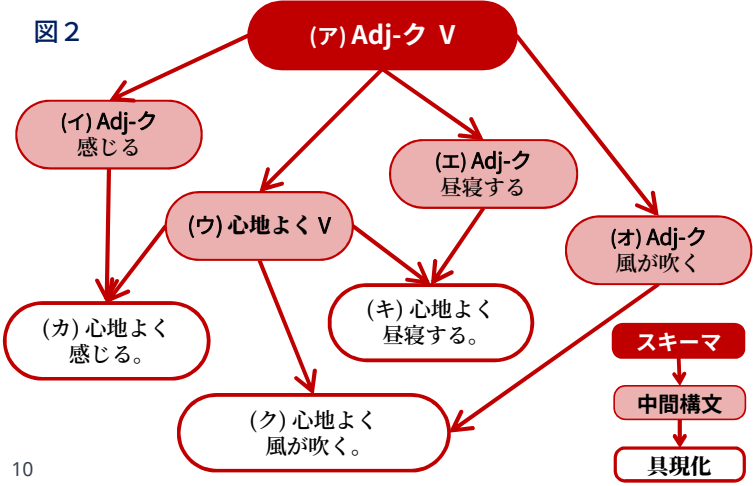 図２
(ア) Adj-ク V
(イ) Adj-ク
感じる
(エ) Adj-ク
昼寝する
(ウ) 心地よく V
(オ) Adj-ク
風が吹く
(カ) 心地よく
感じる。
(キ) 心地よく
昼寝する。
(ク) 心地よく
風が吹く。
スキーマ
中間構文
具現化
10